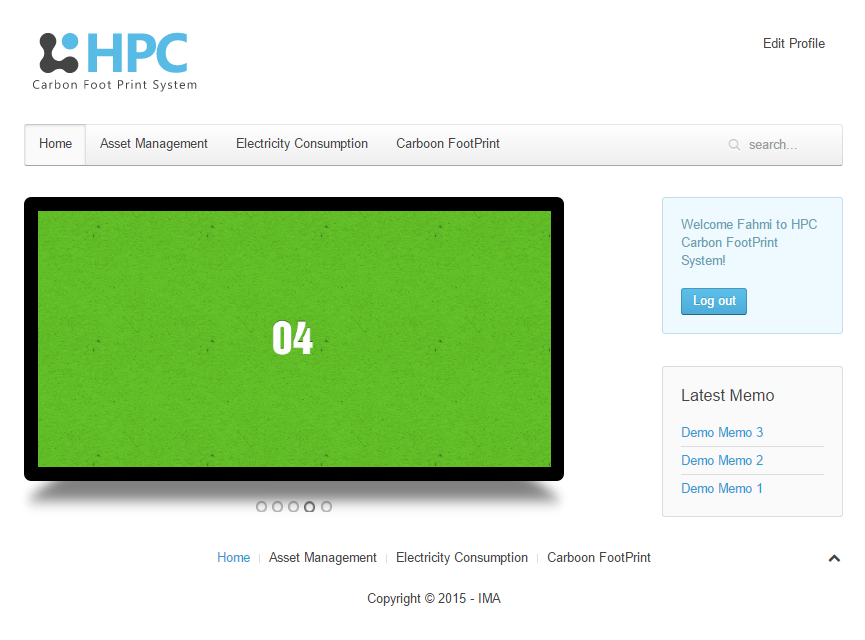 HPC
Carbon Foot Print System
Edit Profile
Home Asset Management Electricity Consumption Carboon FootPrint search...
04
Welcome Fahmi to HPC
Carbon FootPrint
System!
Log out
Latest Memo
Demo Memo 3
Demo Memo 2
Demo Memo 1
Home Asset Management Electricity Consumption Carboon FootPrint
Copyright © 2015 - IMA